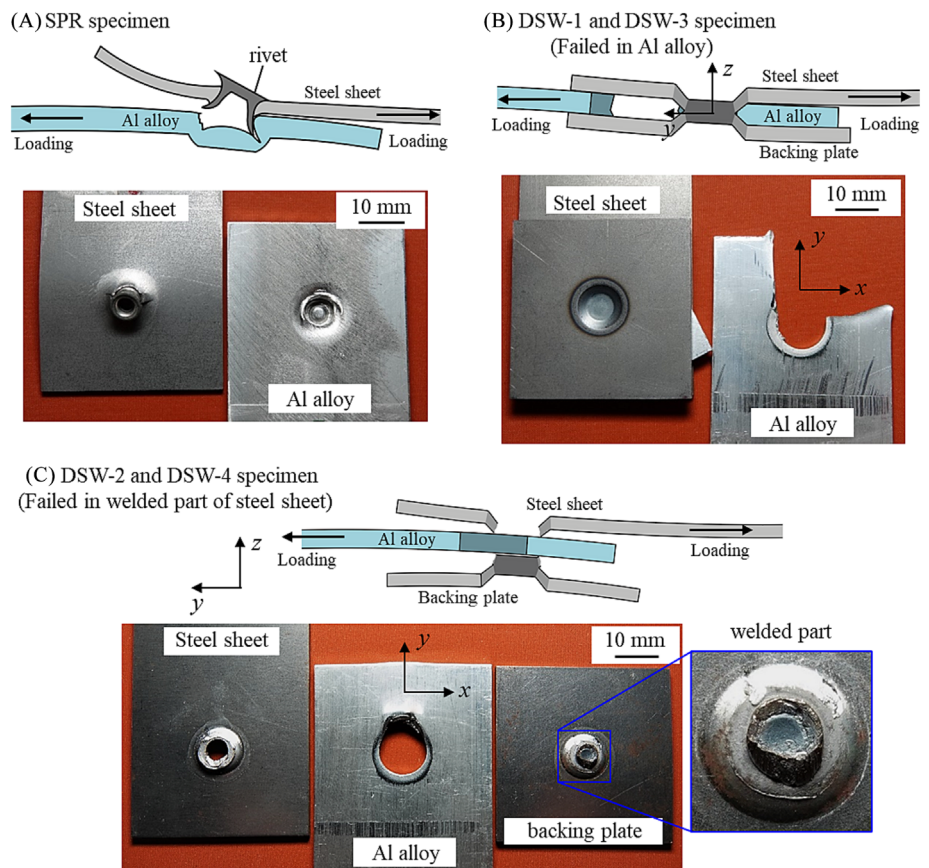 (A) SPR specimen
rivet
Steel sheet
Al alloy
Loading
Loading
Steel sheet
10 mm
Al alloy
(B) DSW-1 and DSW-3 specimen
(Failed in Al alloy)
z
Steel sheet
y
Al alloy
Loading
Loading
Backing plate
Steel sheet
10 mm
y
x
Al alloy
(C) DSW-2 and DSW-4 specimen
(Failed in welded part of steel sheet)
Steel sheet
z
Al alloy
Loading
Loading
y
Backing plate
Steel sheet
y
10 mm
welded part
x
backing plate
Al alloy